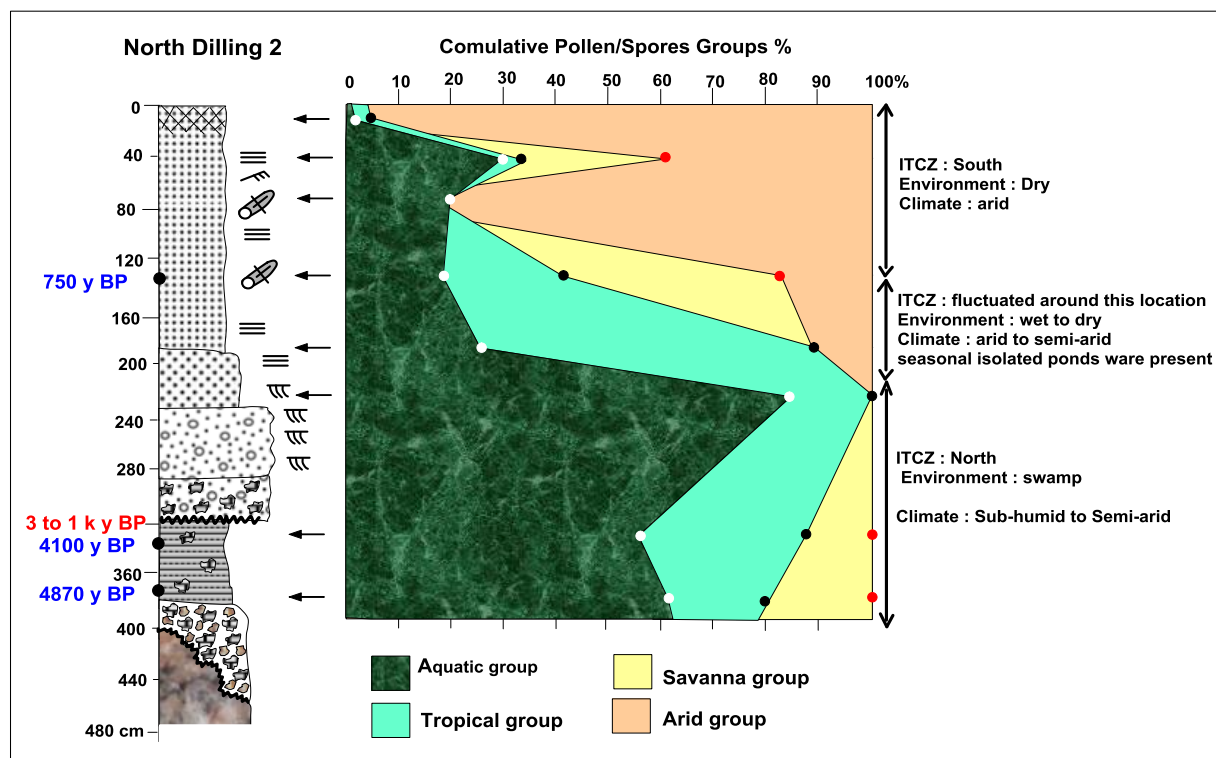 North Dilling 2
Comulative Pollen/Spores Groups %
0 10 20 30 40 50 60 70 80 90 100%
0
40
80
120
750 y BP
160
200
240
280
3 to 1 k y BP
4100 y BP
360
4870 y BP
400
440
480 cm
ITCZ : South
Environment : Dry
Climate : arid
ITCZ : fluctuated around this location
Environment : wet to dry
Climate : arid to semi-arid
seasonal isolated ponds ware present
ITCZ : North
Environment : swamp
Climate : Sub-humid to Semi-arid
Aquatic group
Savanna group
Tropical group
Arid group